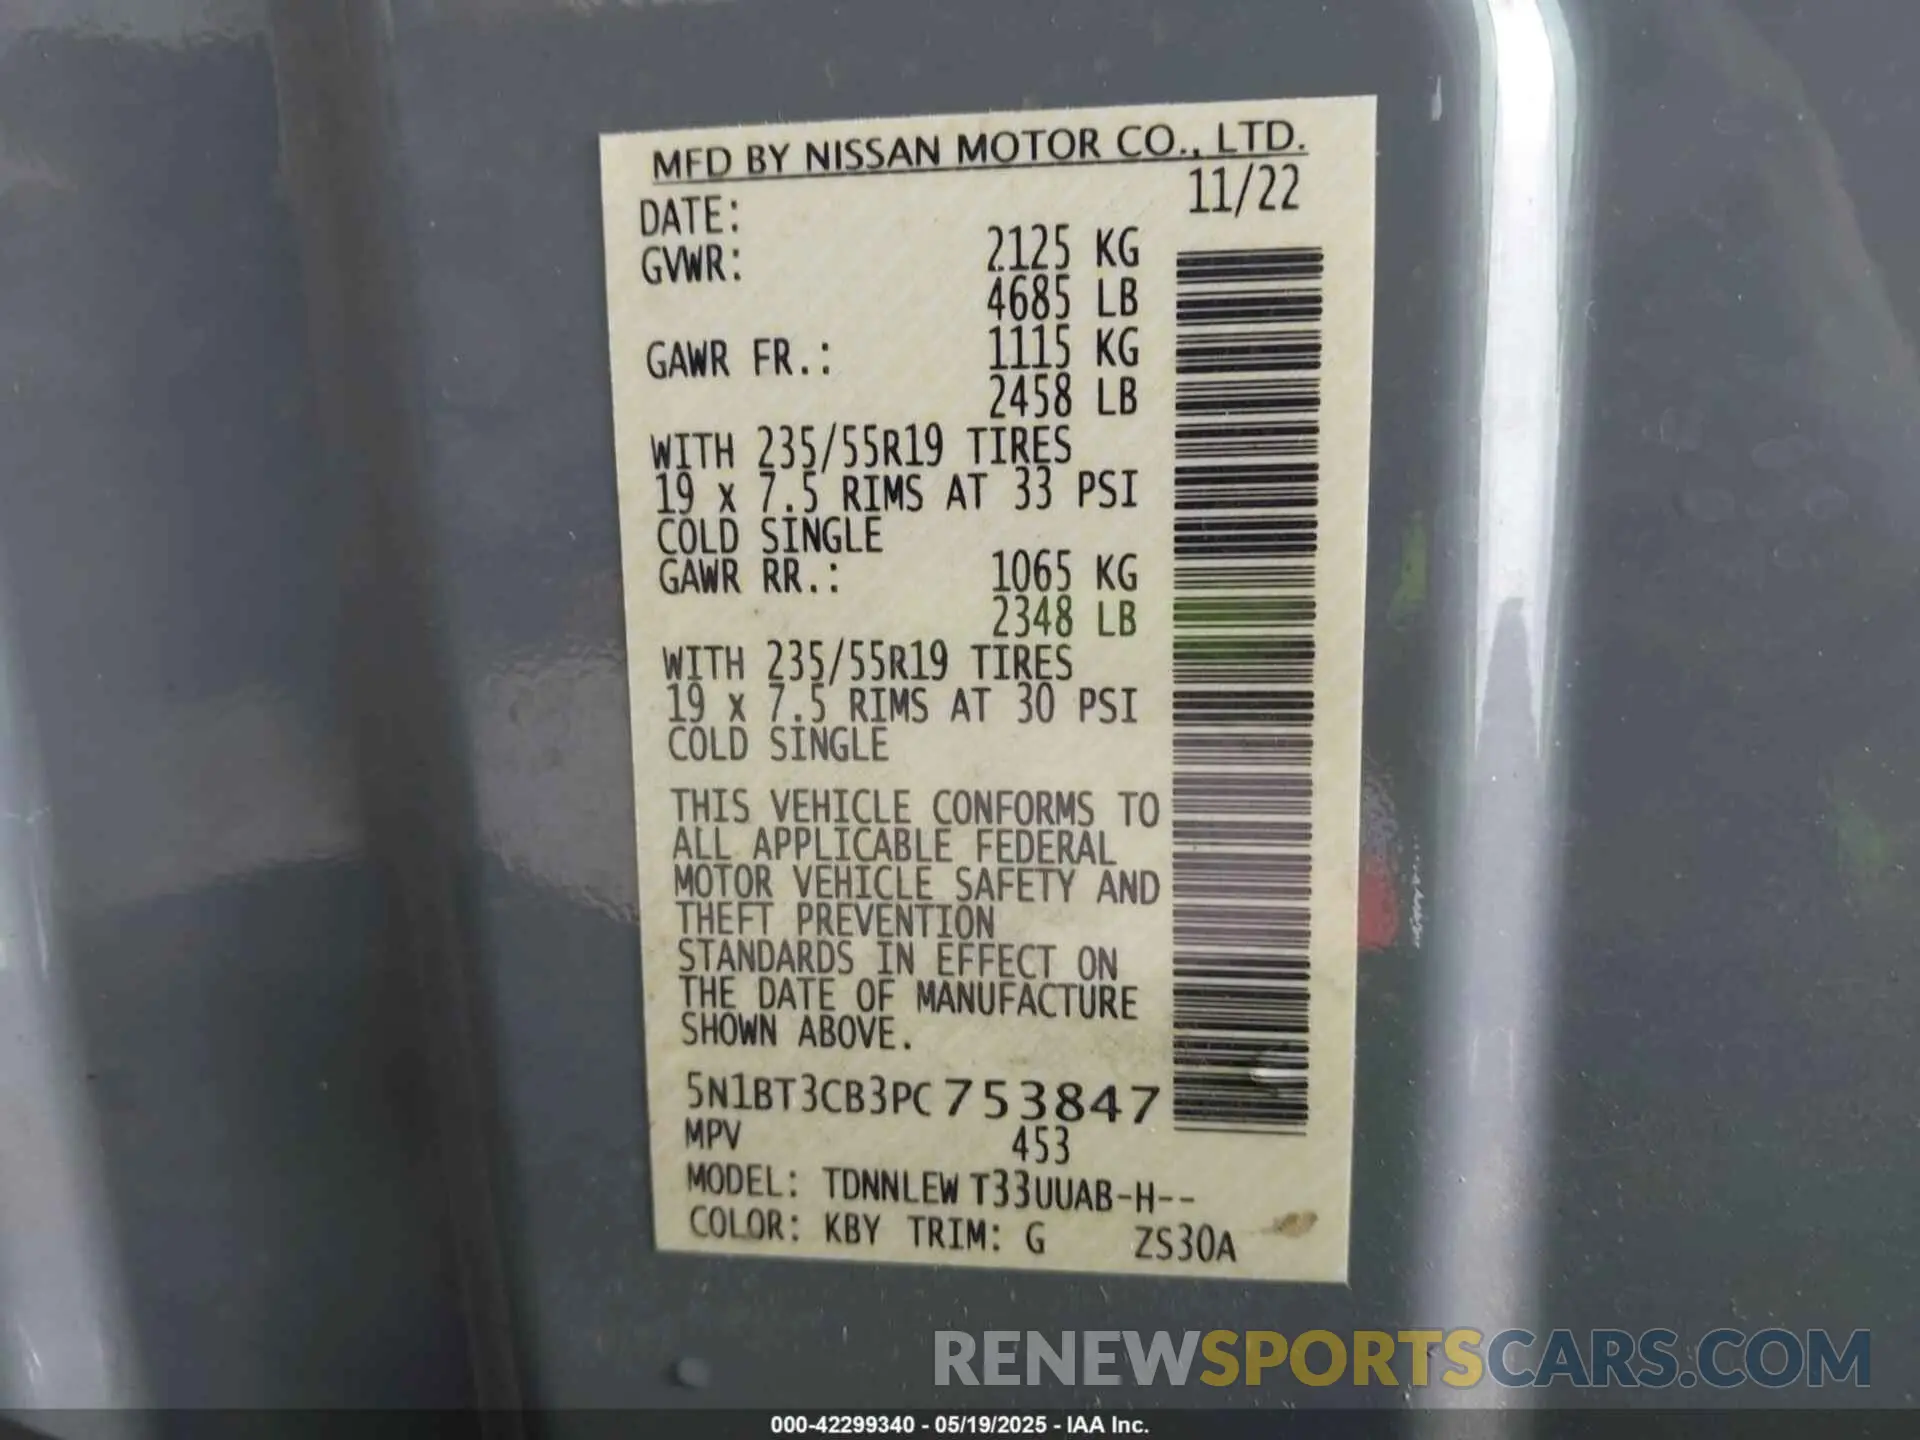 MFD BY NISSAN MOTOR CO., LTD.
DATE: 11/22
GVWR: 2125 KG
4685 LB
GAWR FR.: 1115 KG
2458 LB
WITH 235/55R19 TIRES
19 x 7.5 RIMS AT 33 PSI
COLD SINGLE
GAWR RR.: 1065 KG
2348 LB
WITH 235/55R19 TIRES
19 x 7.5 RIMS AT 30 PSI
COLD SINGLE
THIS VEHICLE CONFORMS TO
ALL APPLICABLE FEDERAL
MOTOR VEHICLE SAFETY AND
THEFT PREVENTION
STANDARDS IN EFFECT ON
THE DATE OF MANUFACTURE
SHOWN ABOVE.
5N1BT3CB3PC753847
MPV 453
MODEL: TDNNLEW T33UUAB-H--
COLOR: KBY TRIM: G ZS30A
RENEWSPORTSCARS.COM
000-42299340 - 05/19/2025 - IAA Inc.